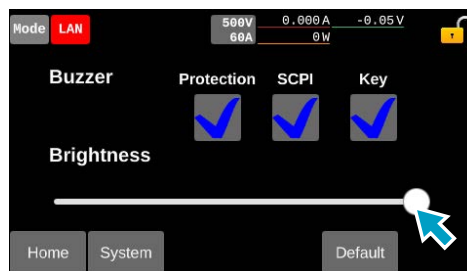 Mode LAN 500V 60A 0.000 A -0.05 V
0 W
Buzzer Protection SCPI Key
Brightness
Home System Default